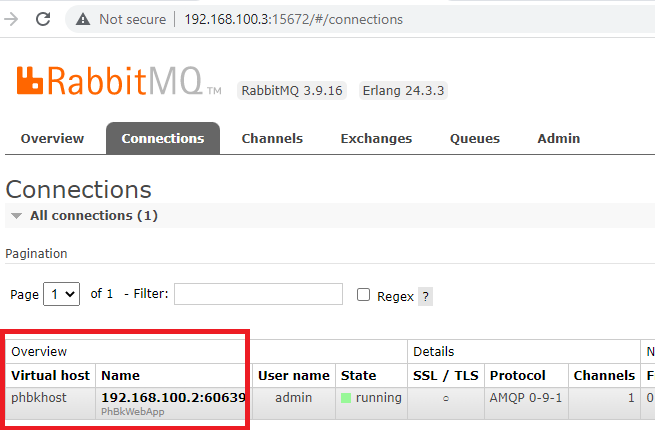 Not secure | 192.168.100.3:15672/#/connections
RabbitMQ TM RabbitMQ 3.9.16 Erlang 24.3.3
Overview Connections Channels Exchanges Queues Admin
Connections
All connections (1)
Pagination
Page 1 of 1 - Filter: Regex ?
Overview Details N
Virtual host Name User name State SSL / TLS Protocol Channels F
phbkhost 192.168.100.2:60639 admin running ○ AMQP 0-9-1 1 0
PhBkWebApp